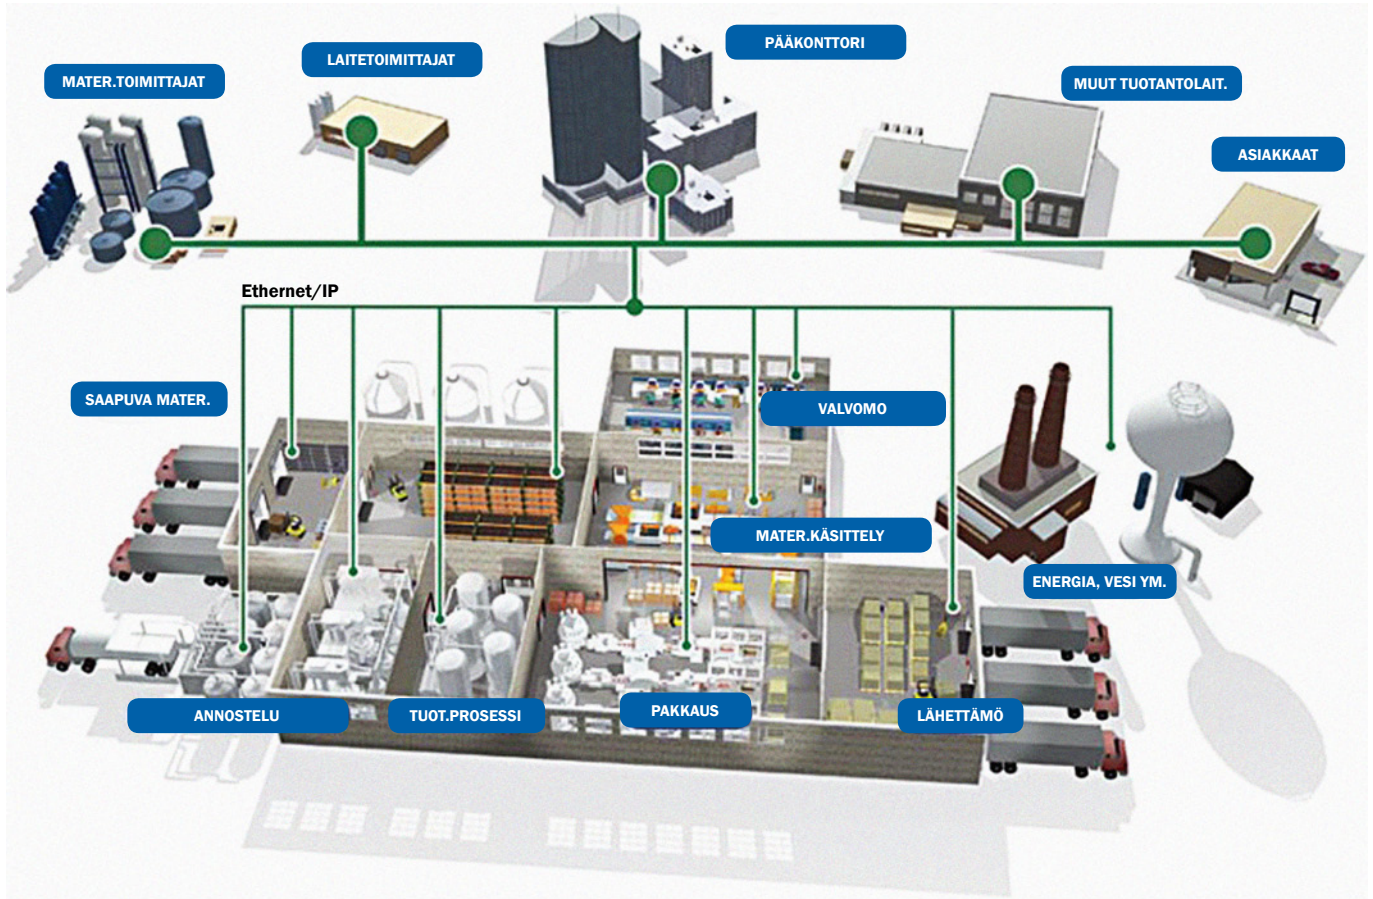 PÄÄKONTTORI
LAITETOIMITTAJAT
MATER.TOIMITTAJAT
MUUT TUOTANTOLAIT.
ASIAKKAAT
Ethernet/IP
SAAPUVA MATER.
VALVOMO
MATER.KÄSITTELY
ENERGIA, VESI YM.
ANNOSTELU
TUOT.PROSESSI
PAKKAUS
LÄHETTÄMÖ